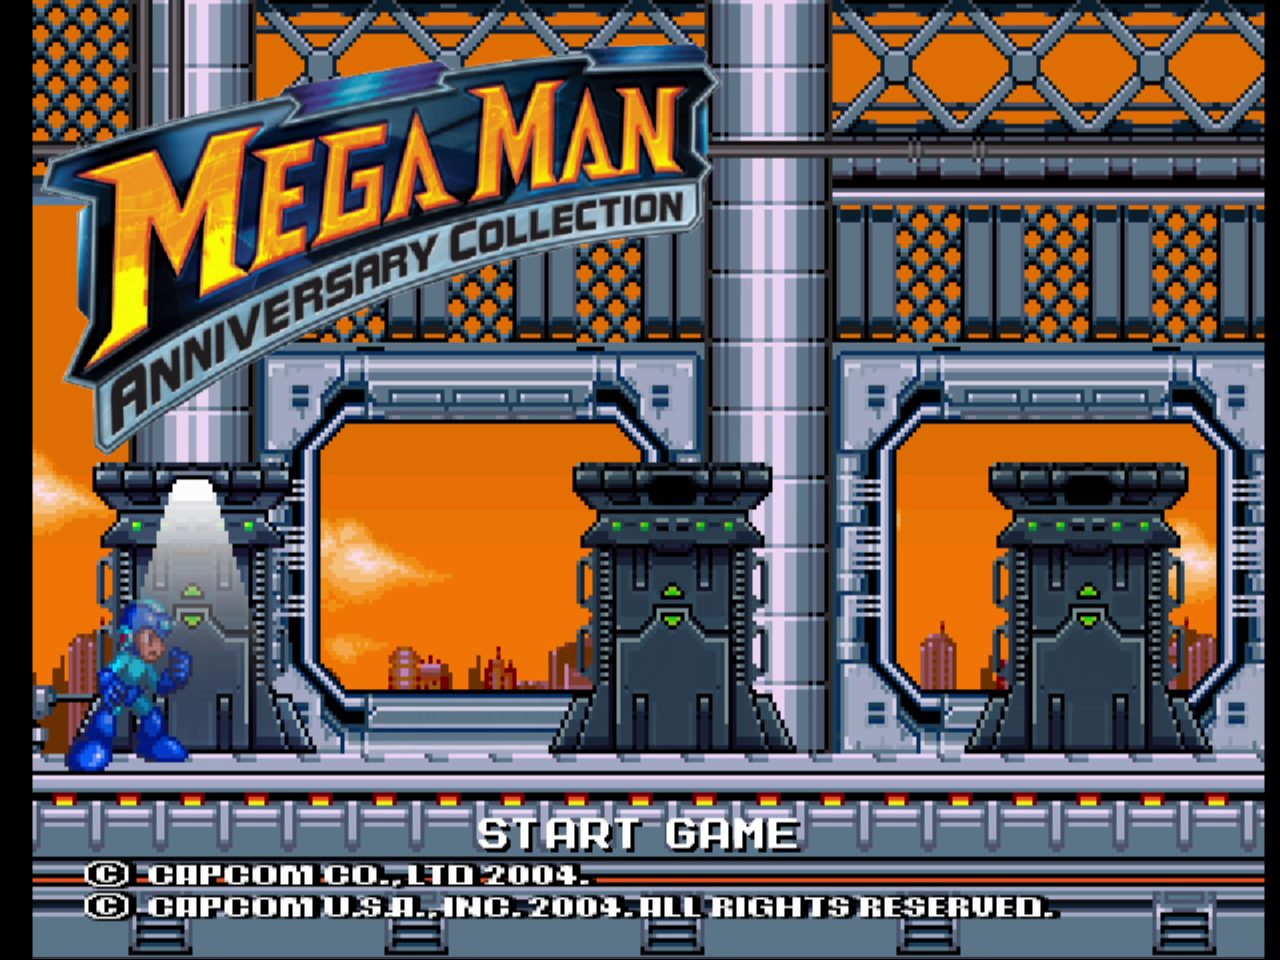 MEGA MAN
ANNIVERSARY COLLECTION
START GAME
© CAPCOM CO., LTD 2004.
© CAPCOM U.S.A., INC. 2004. ALL RIGHTS RESERVED.